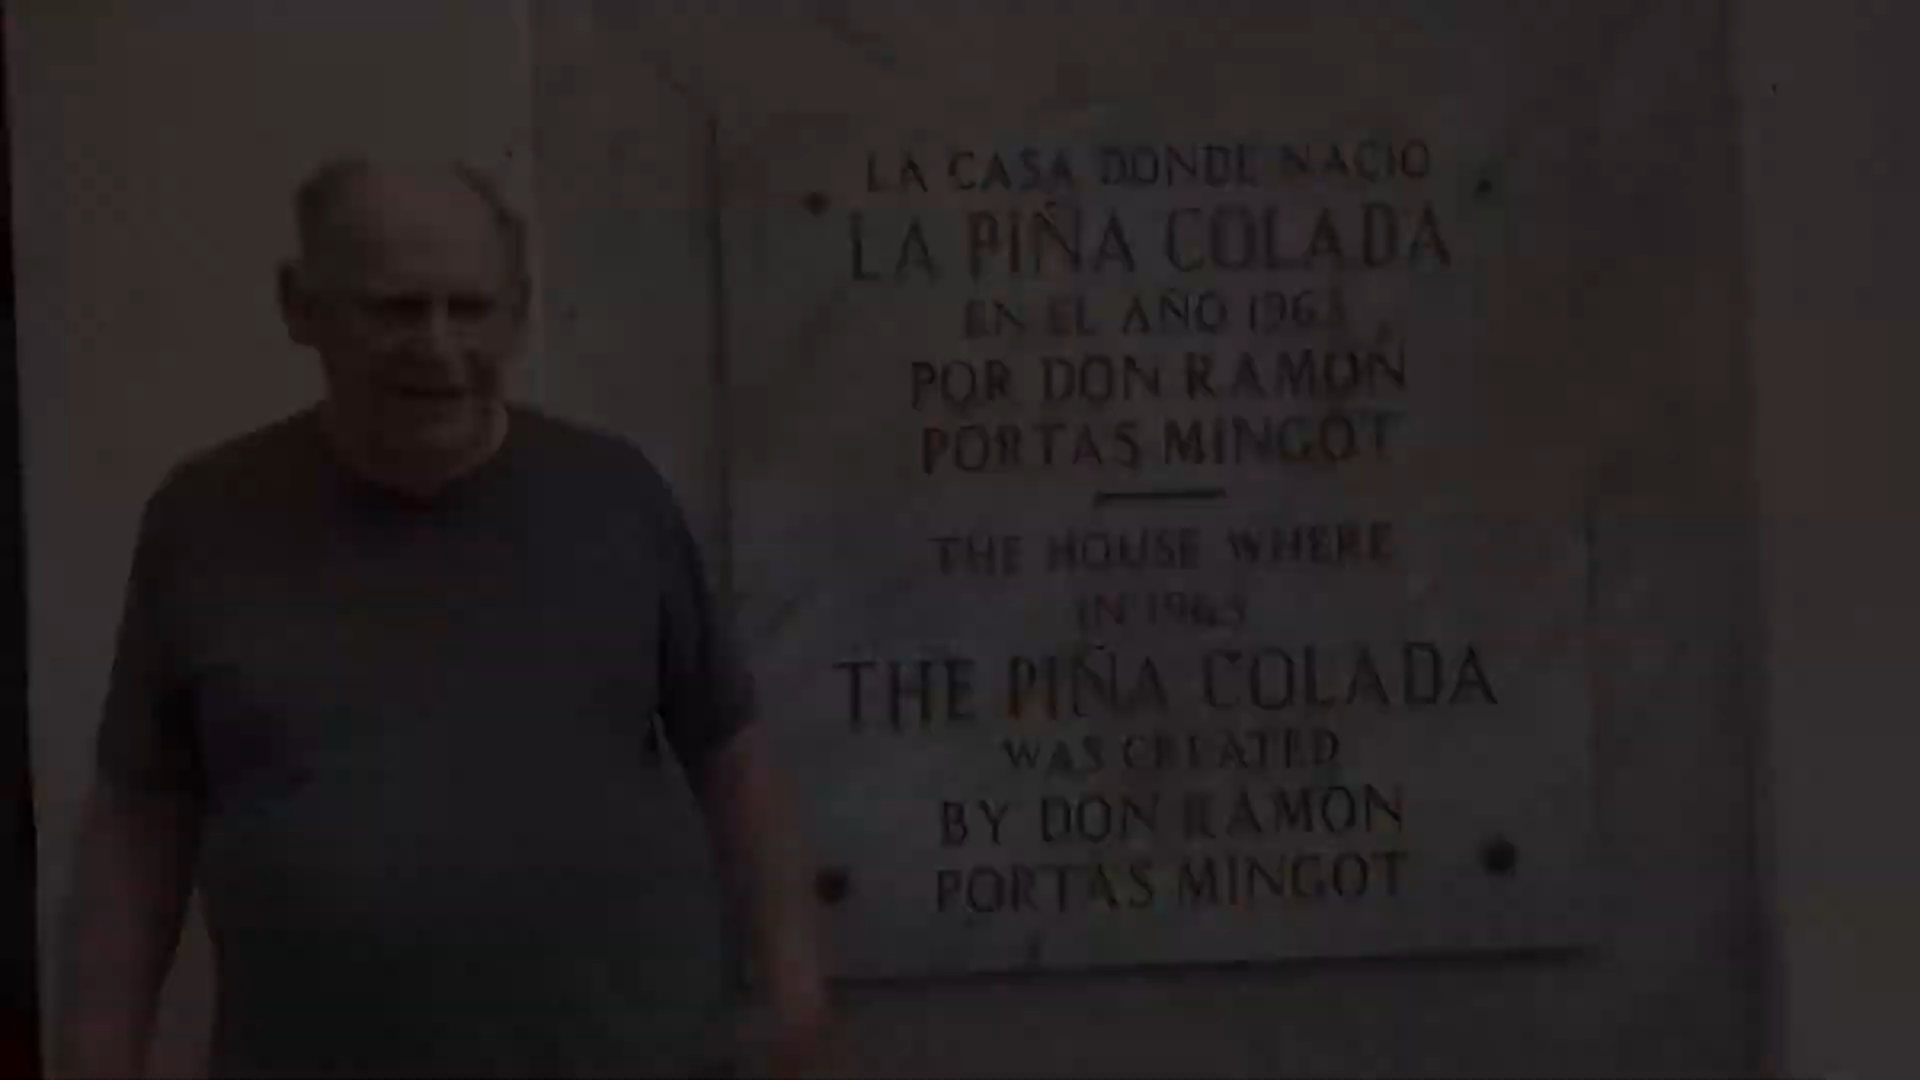 LA CASA DONDE NACIO
LA PIÑA COLADA
EN EL AÑO 1963
POR DON RAMON
PORTAS MINGOT
THE HOUSE WHERE
IN 1963
THE PIÑA COLADA
WAS CREATED
BY DON RAMON
PORTAS MINGOT